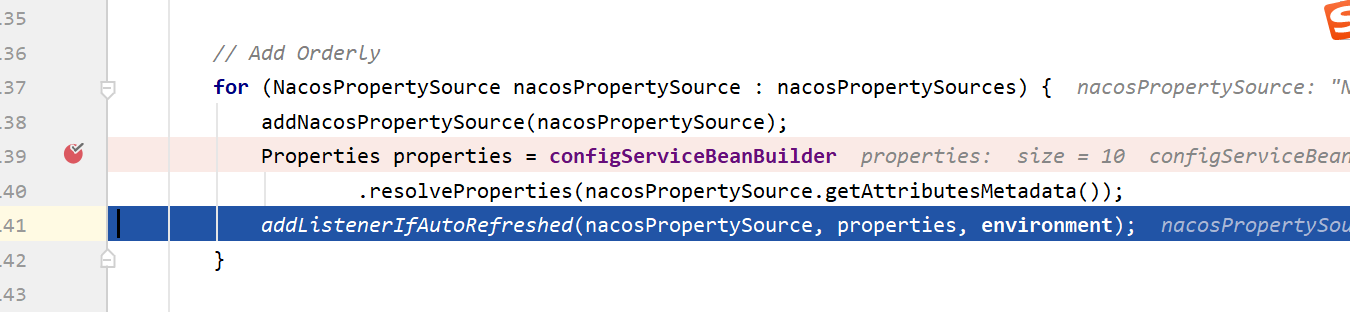 135
136 // Add Orderly
137 for (NacosPropertySource nacosPropertySource : nacosPropertySources) { nacosPropertySource: "N
138 addNacosPropertySource(nacosPropertySource);
139 Properties properties = configServiceBeanBuilder properties: size = 10 configServiceBean
140 .resolveProperties(nacosPropertySource.getAttributesMetadata());
141 addListenerIfAutoRefreshed(nacosPropertySource, properties, environment); nacosPropertySou
142 }
143